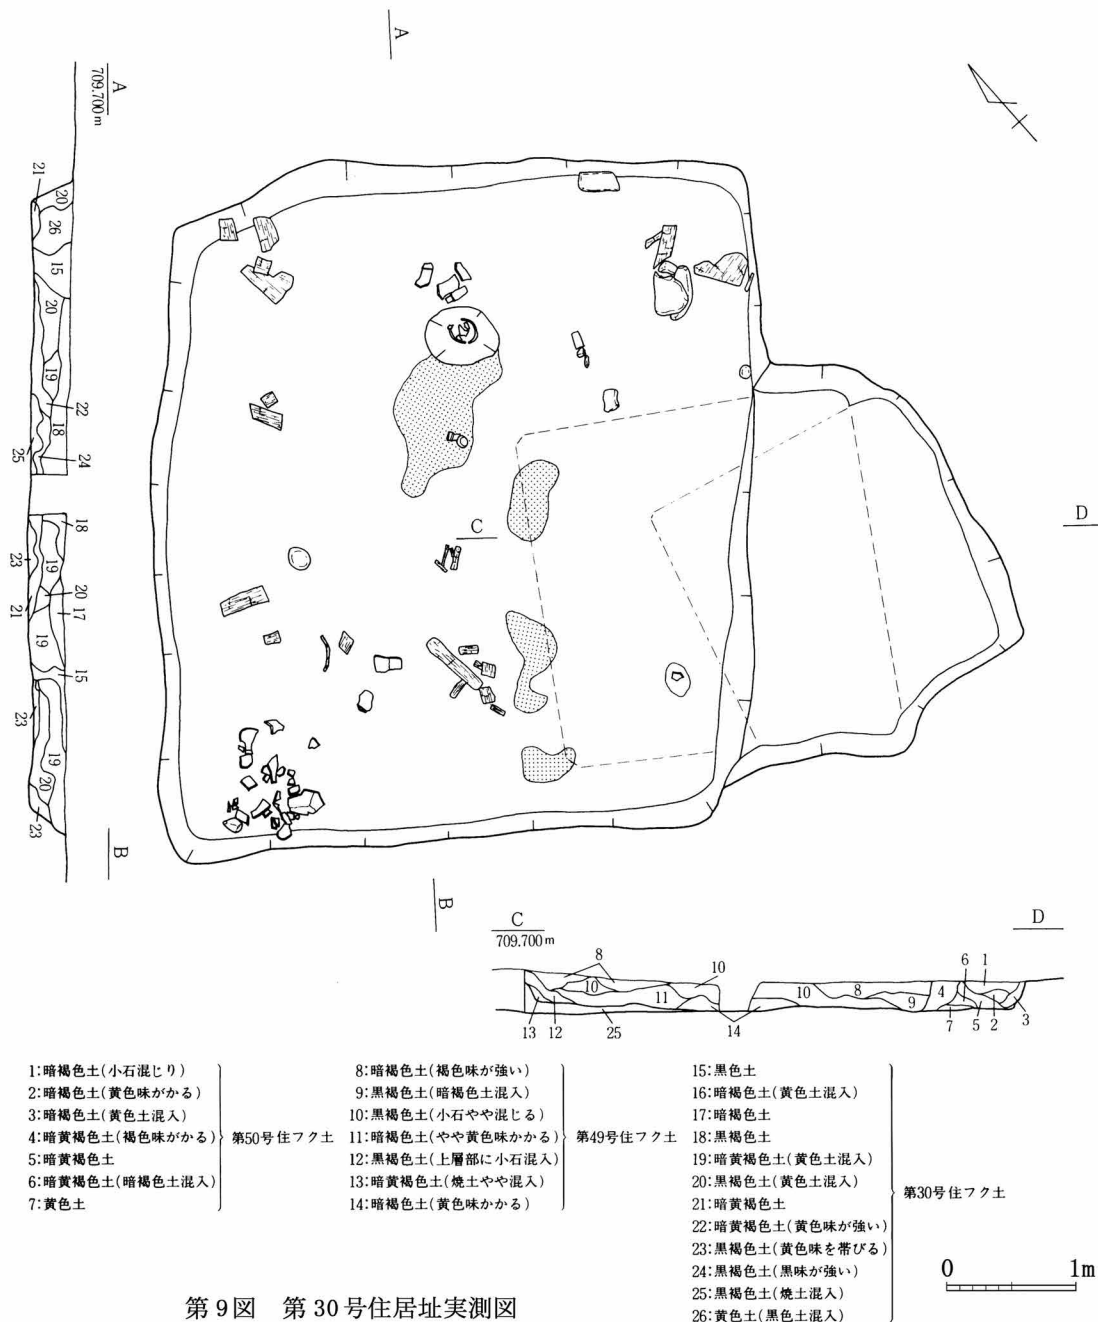 A
A
709.700m
21
20
26
15
20
19
22
18
25
24
18
23
19
20
21
17
19
15
23
19
20
23
B
B
C
D
C
709.700m
D
8
10
6
1
10
11
10
8
9
4
13
12
25
14
7
5
2
3
1:暗褐色土(小石混じり)
2:暗褐色土(黄色味がかる)
3:暗褐色土(黄色土混入)
4:暗黄褐色土(褐色味がかる)
5:暗黄褐色土
6:暗黄褐色土(暗褐色土混入)
7:黄色土
第50号住フク土
8:暗褐色土(褐色味が強い)
9:黒褐色土(暗褐色土混入)
10:黒褐色土(小石やや混じる)
11:暗褐色土(やや黄色味かかる)
12:黒褐色土(上層部に小石混入)
13:暗黄褐色土(焼土やや混入)
14:暗褐色土(黄色味かかる)
第49号住フク土
15:黒色土
16:暗褐色土(黄色土混入)
17:暗褐色土
18:黒褐色土
19:暗黄褐色土(黄色土混入)
20:黒褐色土(黄色土混入)
21:暗黄褐色土
22:暗黄褐色土(黄色味が強い)
23:黒褐色土(黄色味を帯びる)
24:黒褐色土(黒味が強い)
25:黒褐色土(焼土混入)
26:黄色土(黒色土混入)
第30号住フク土
0 1m
第9図 第30号住居址実測図